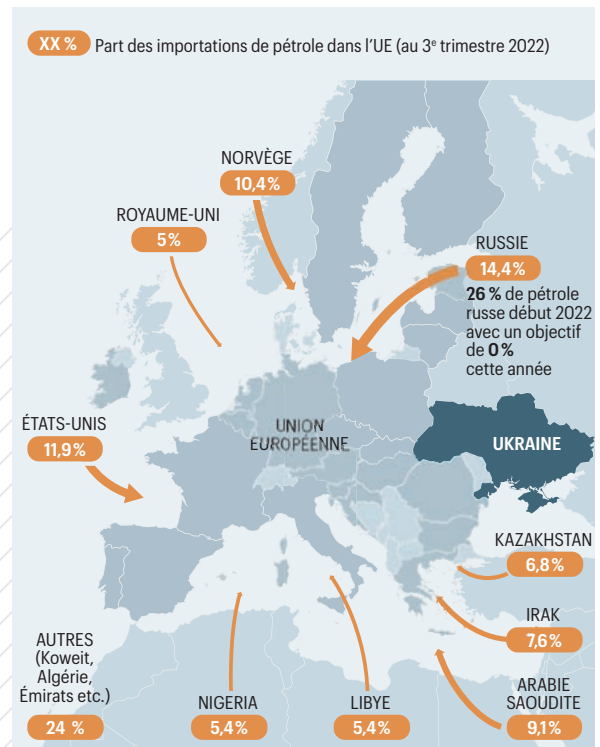 XX % Part des importations de pétrole dans l'UE (au 3e trimestre 2022)
NORVÈGE
10,4%
ROYAUME-UNI
5%
RUSSIE
14,4%
26 % de pétrole
russe début 2022
avec un objectif
de 0 %
cette année
ÉTATS-UNIS
11,9%
UNION
EUROPÉENNE
UKRAINE
KAZAKHSTAN
6,8%
IRAK
7,6%
AUTRES
(Koweit,
Algérie,
Émirats etc.)
24 %
NIGERIA
5,4%
LIBYE
5,4%
ARABIE
SAOUDITE
9,1%